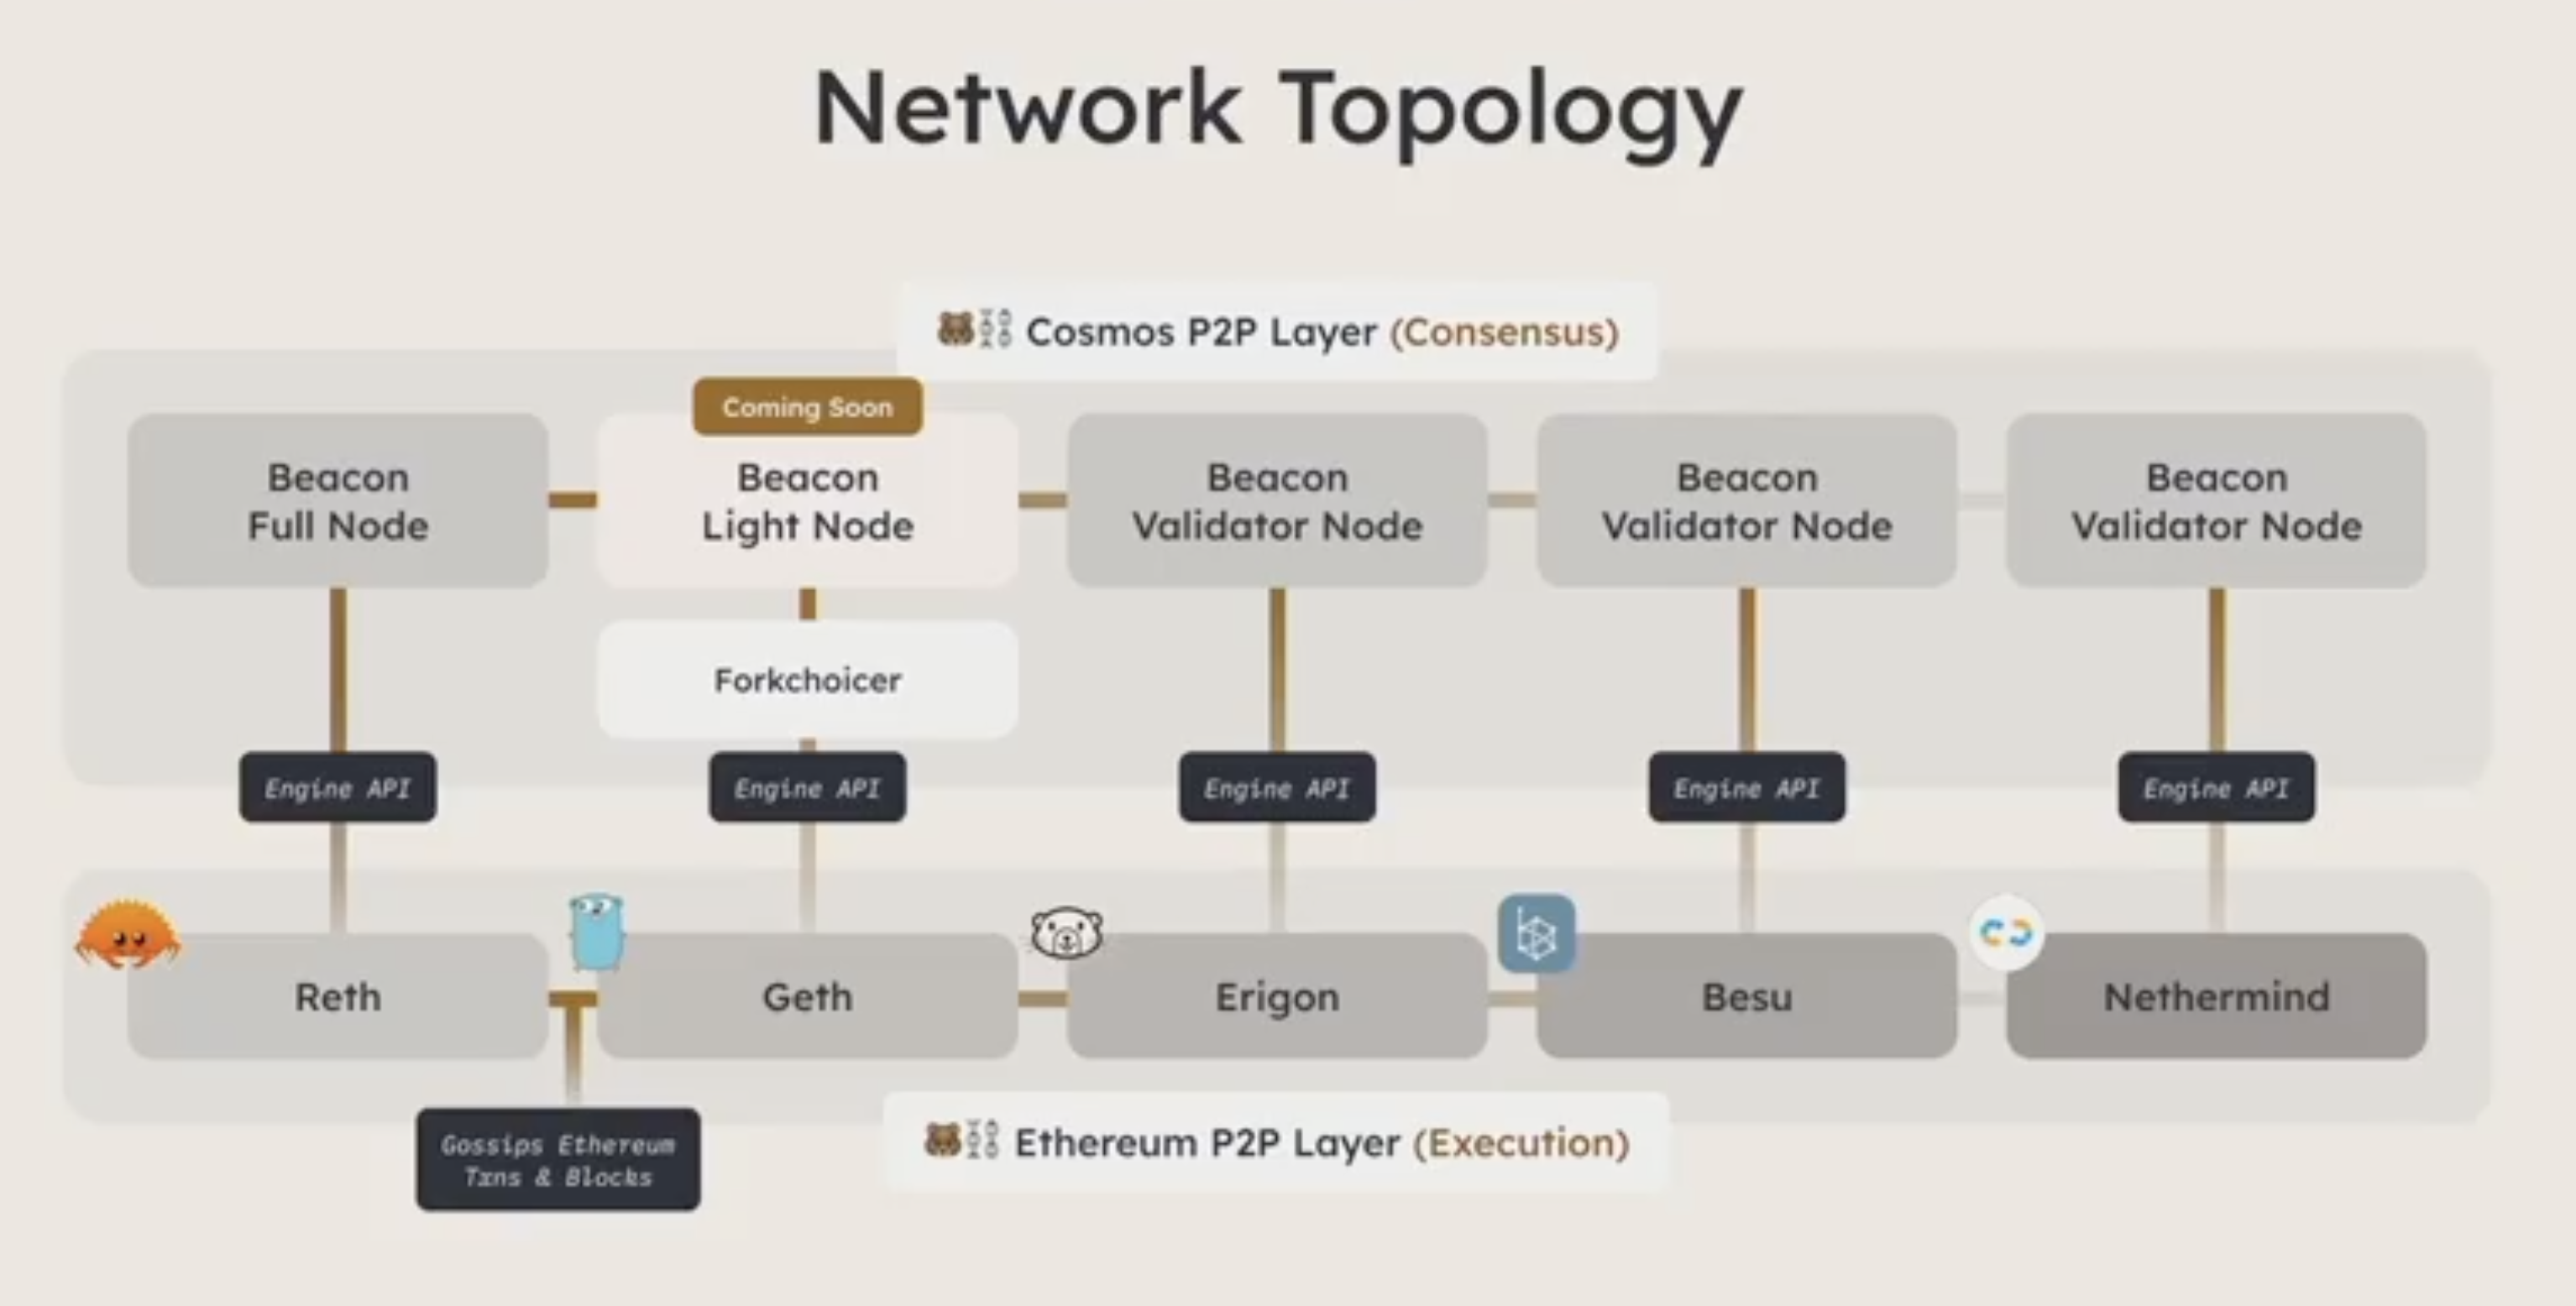 Network Topology
Cosmos P2P Layer (Consensus)
Coming Soon
Beacon
Full Node
Beacon
Light Node
Beacon
Validator Node
Beacon
Validator Node
Beacon
Validator Node
Forkchoicer
Engine API
Engine API
Engine API
Engine API
Engine API
Reth
Geth
Erigon
Besu
Nethermind
Gossips Ethereum
Txns & Blocks
Ethereum P2P Layer (Execution)